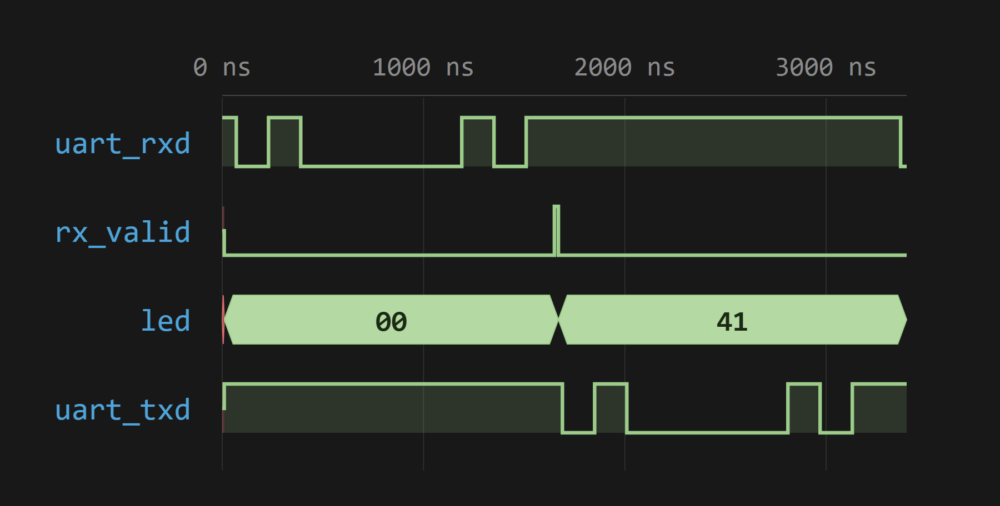 0 ns 1000 ns 2000 ns 3000 ns
uart_rxd
rx_valid
led 00 41
uart_txd